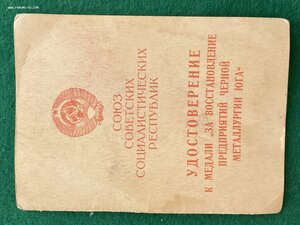 СОЮЗ
СОВЕТСКИХ
СОЦИАЛИСТИЧЕСКИХ
РЕСПУБЛИК
УДОСТОВЕРЕНИЕ
К МЕДАЛИ „ЗА ВОССТАНОВЛЕНИЕ
ПРЕДПРИЯТИЙ ЧЕРНОЙ
МЕТАЛЛУРГИИ ЮГА“